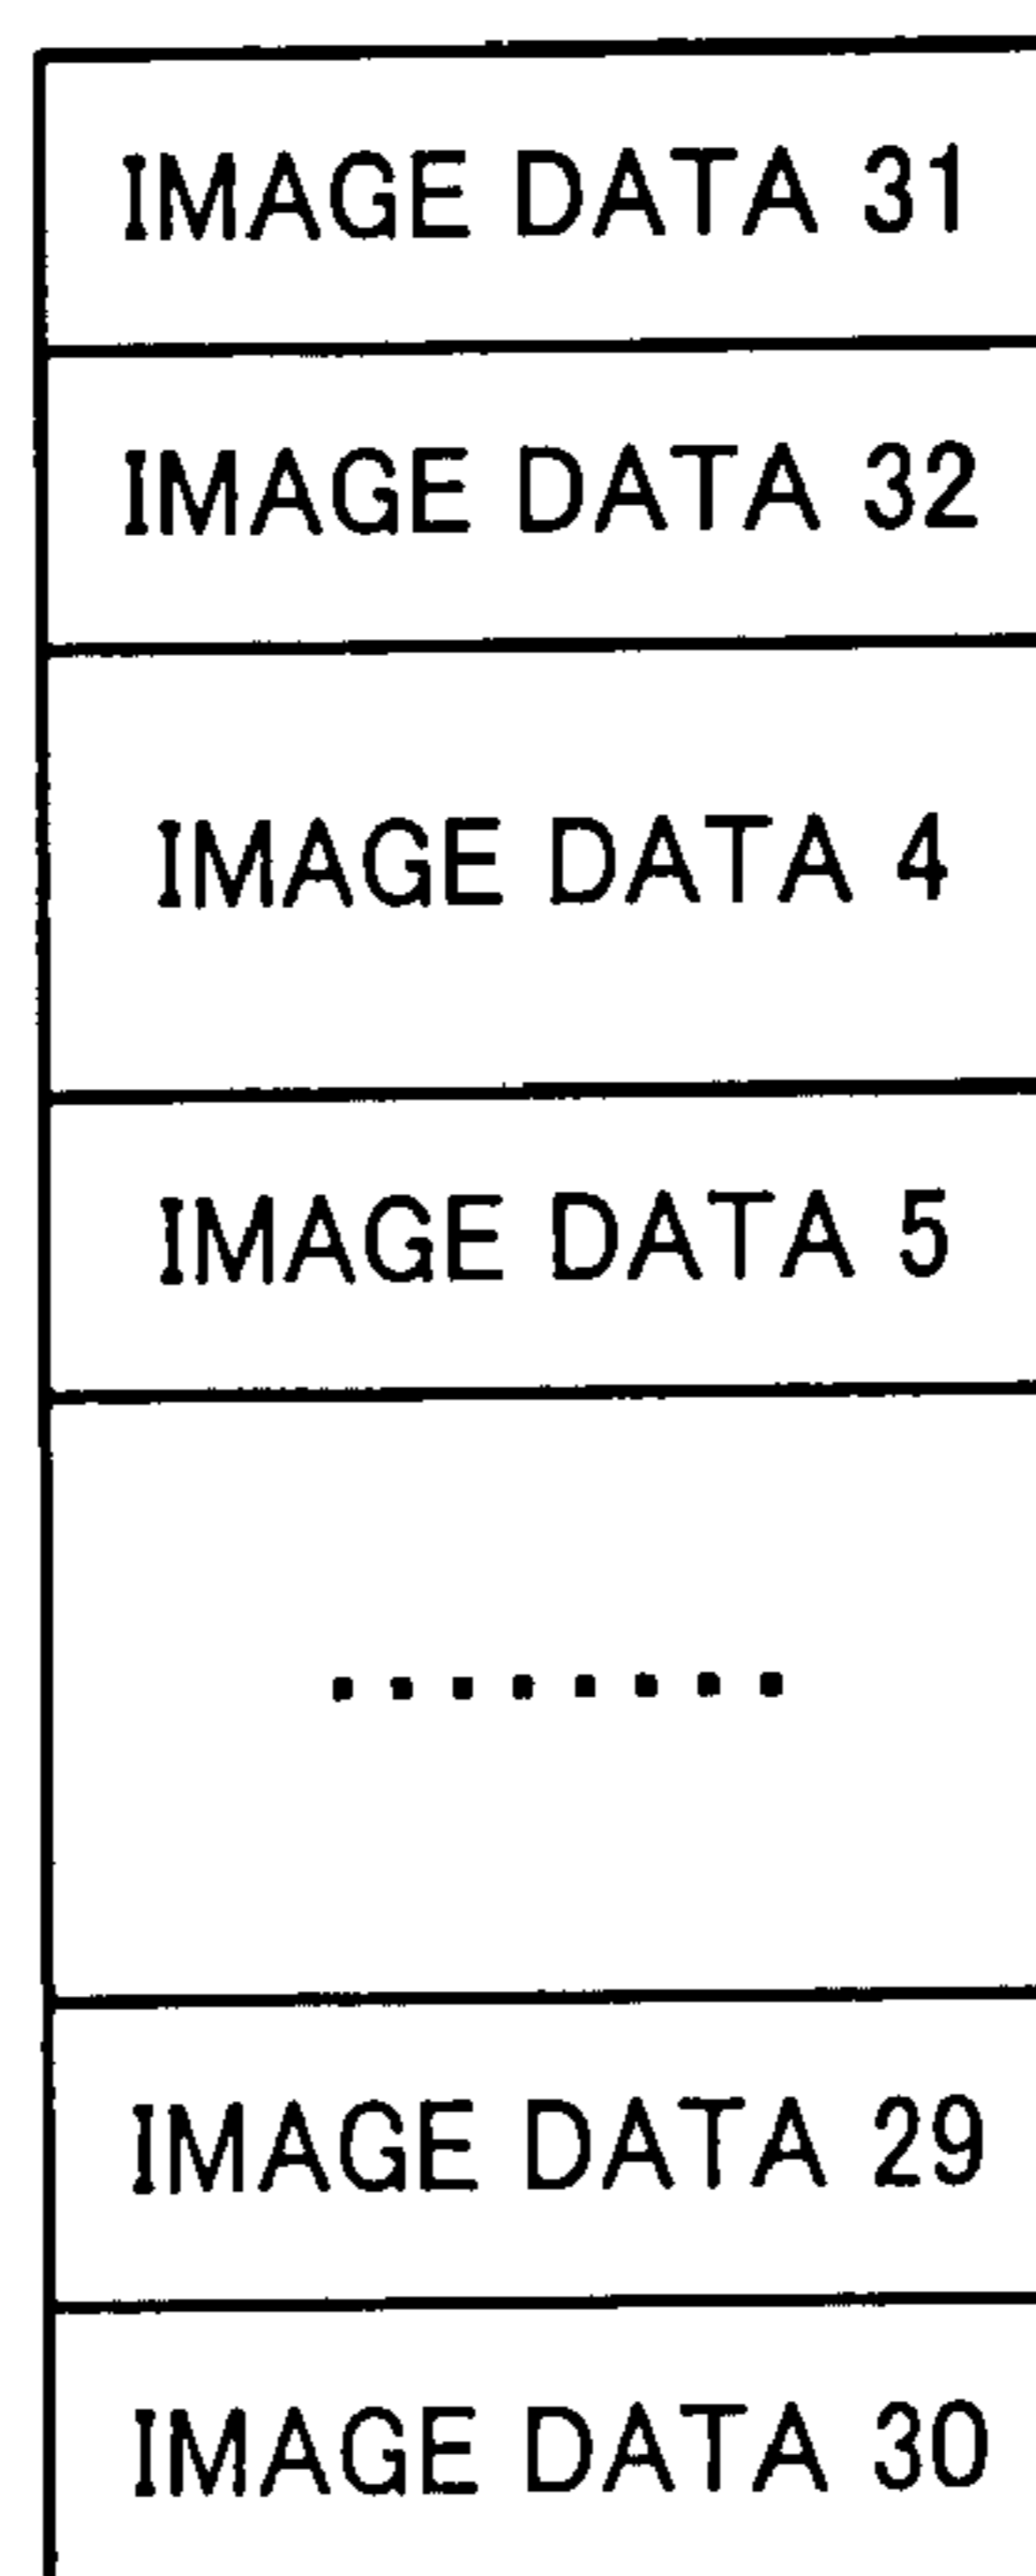 IMAGE DATA 31
IMAGE DATA 32
IMAGE DATA 4
IMAGE DATA 5
........
IMAGE DATA 29
IMAGE DATA 30